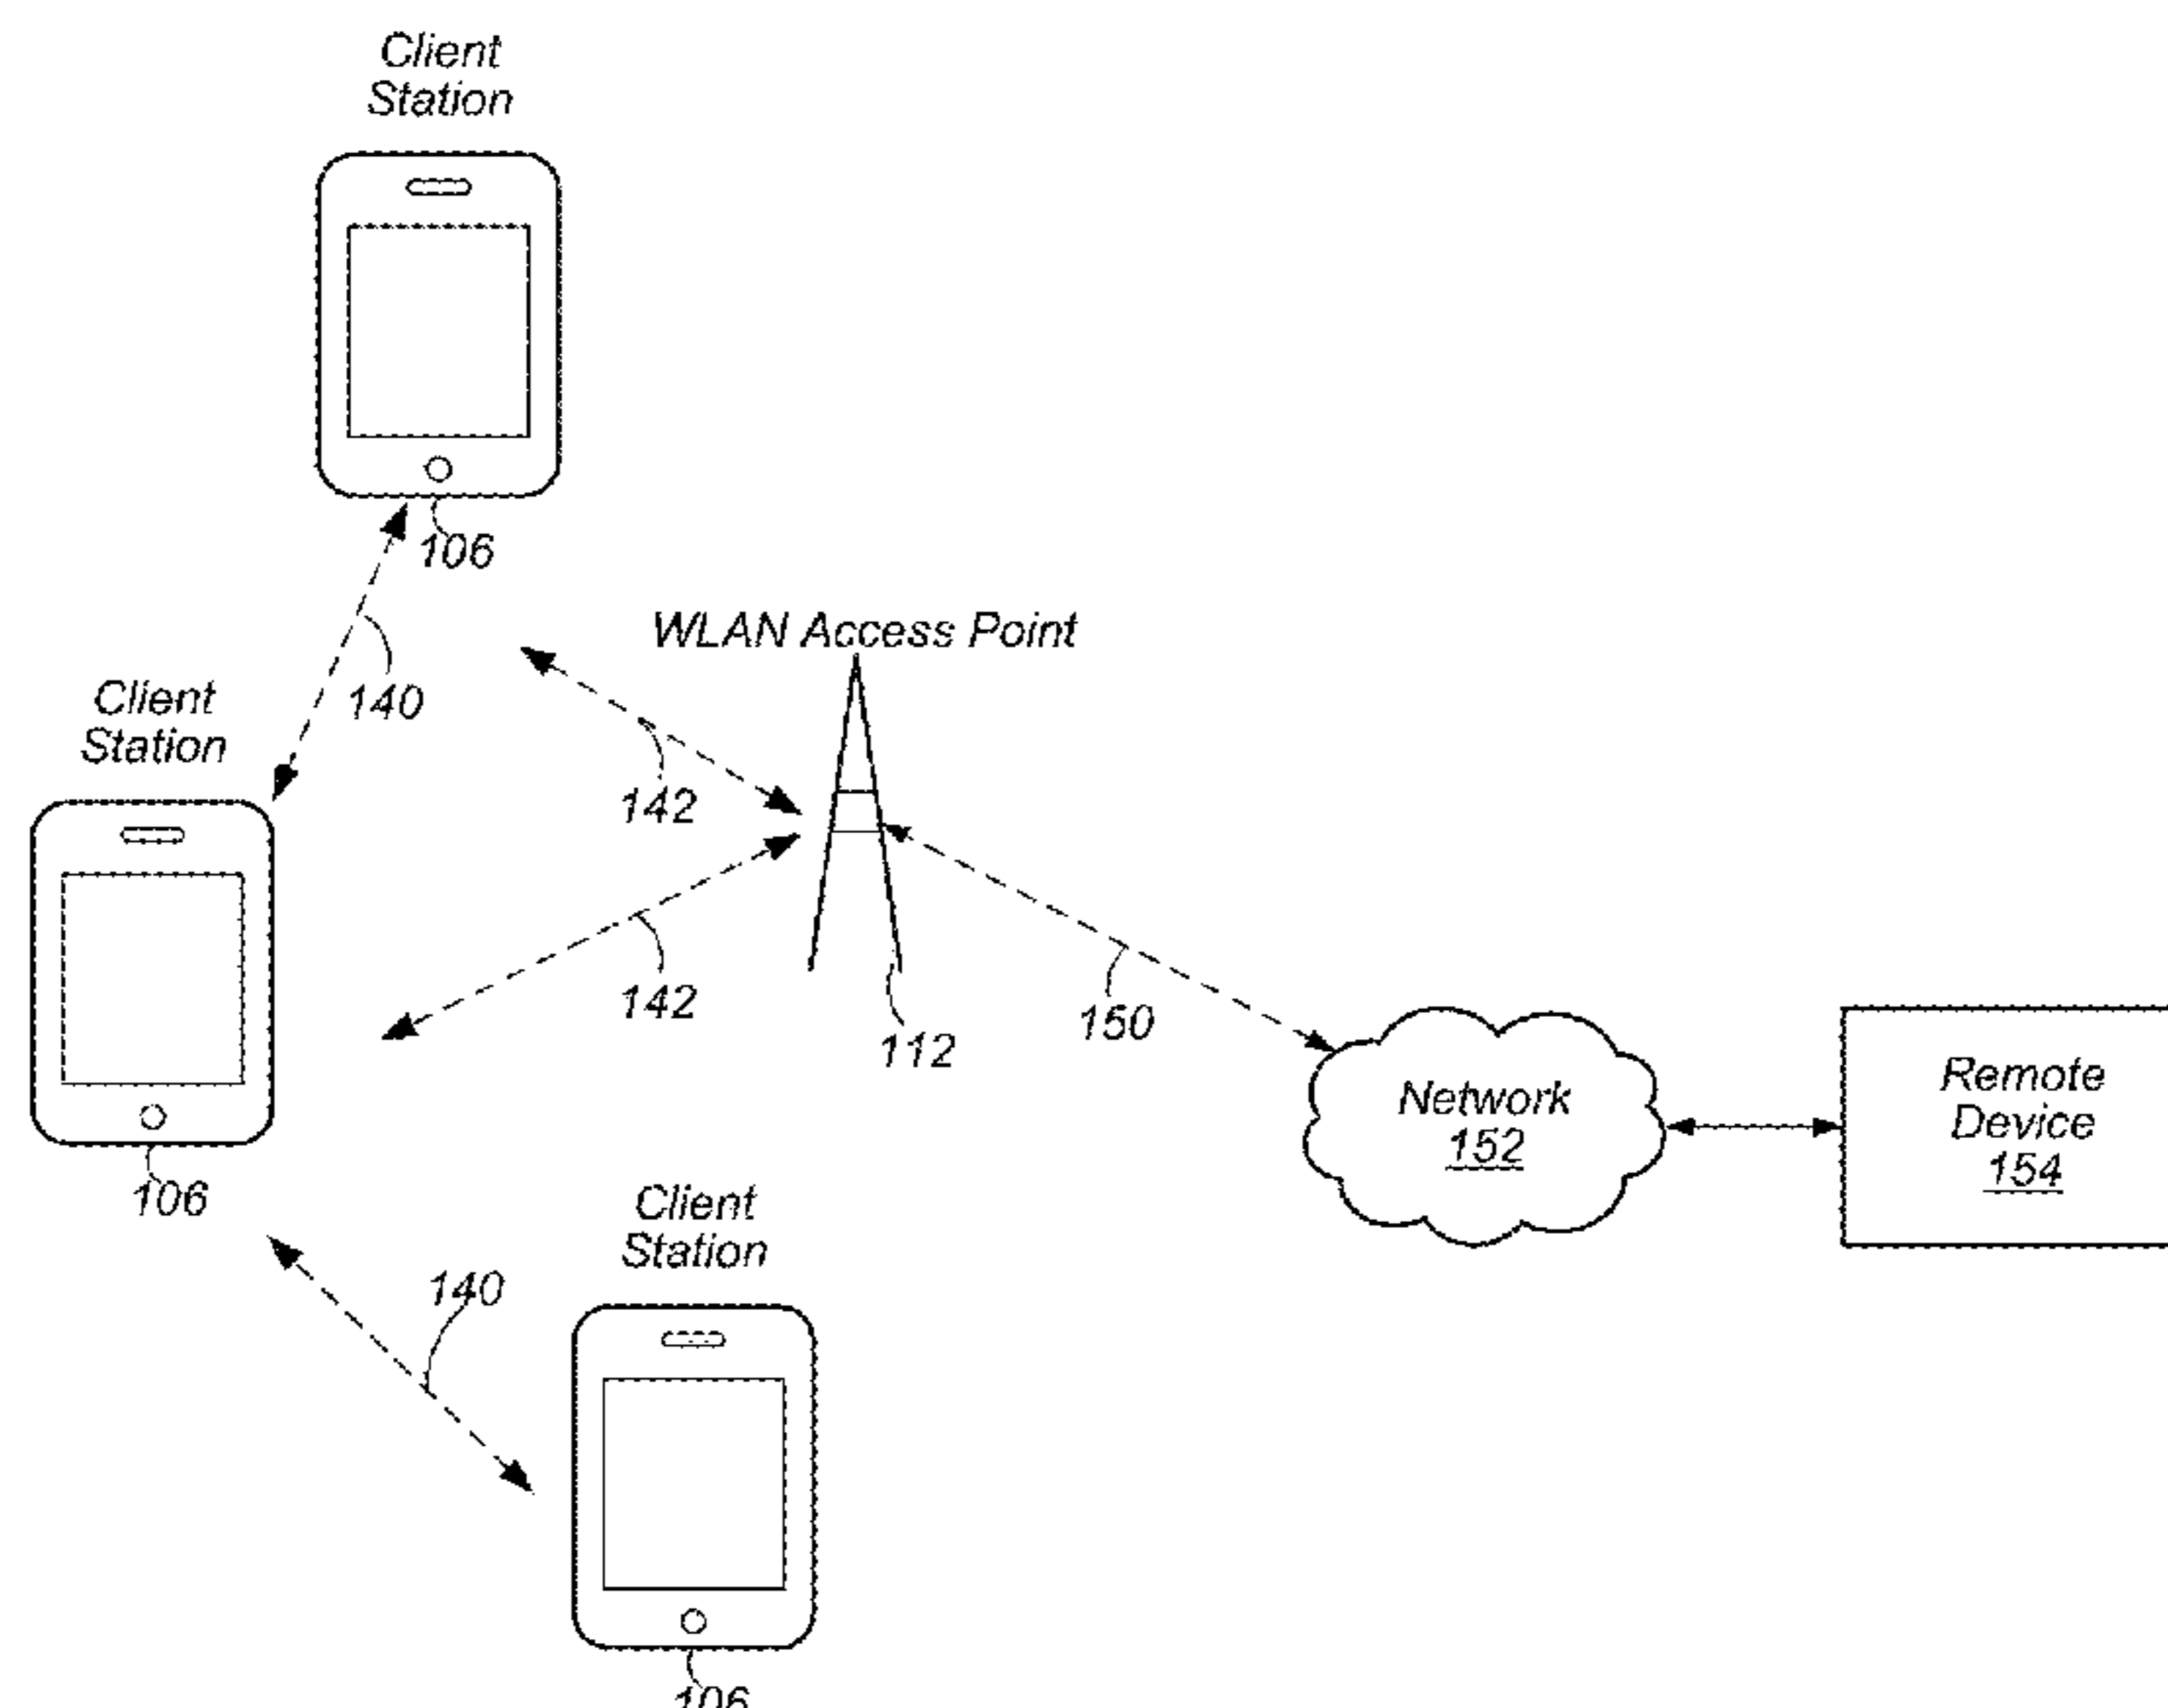 Client
Station
106
140
WLAN Access Point
142
Client
Station
142
150
112
Network
152
Remote
Device
154
106
Client
Station
140
106